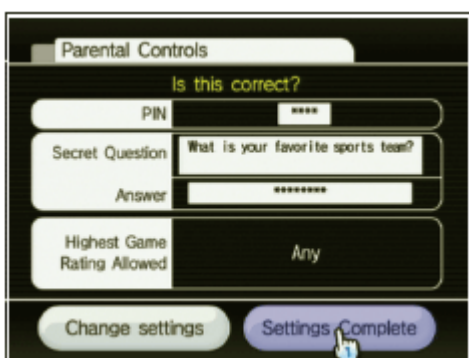 Parental Controls
Is this correct?
PIN
****
Secret Question
What is your favorite sports team?
Answer
********
Highest Game
Rating Allowed
Any
Change settings
Settings Complete